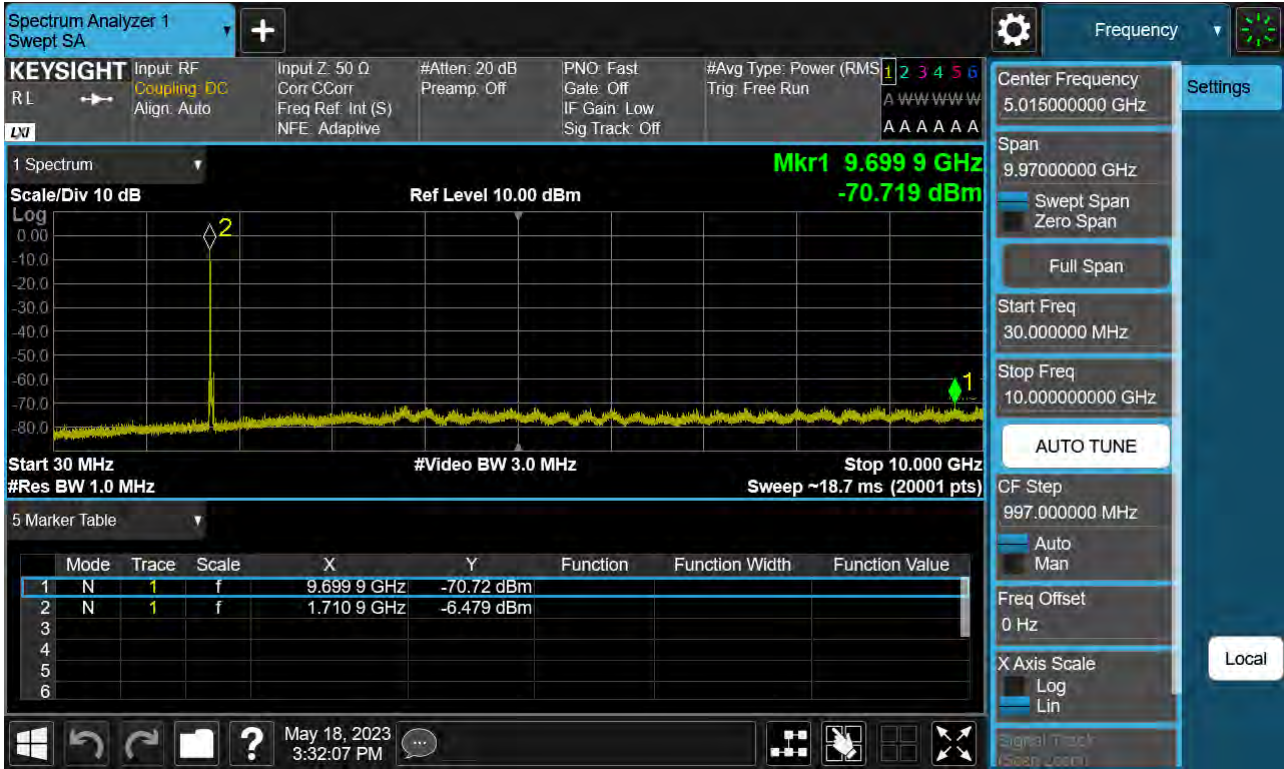 Spectrum Analyzer 1
Swept SA
+
Frequency
KEYSIGHT
RL
LXI
Input: RF
Coupling: DC
Align: Auto
Input Z: 50 Ω
Corr CCorr
Freq Ref: Int (S)
NFE: Adaptive
#Atten: 20 dB
Preamp: Off
PNO: Fast
Gate: Off
IF Gain: Low
Sig Track: Off
#Avg Type: Power (RMS
Trig: Free Run
1 2 3 4 5 6
A W W W W W
A A A A A A
1 Spectrum
Mkr1 9.699 9 GHz
-70.719 dBm
Scale/Div 10 dB
Ref Level 10.00 dBm
Log
0.00
-10.0
-20.0
-30.0
-40.0
-50.0
-60.0
-70.0
-80.0
2
1
Start 30 MHz
#Video BW 3.0 MHz
Stop 10.000 GHz
#Res BW 1.0 MHz
Sweep ~18.7 ms (20001 pts)
5 Marker Table
Mode Trace Scale X Y Function Function Width Function Value
1 N 1 f 9.699 9 GHz -70.72 dBm
2 N 1 f 1.710 9 GHz -6.479 dBm
3
4
5
6
Center Frequency
5.015000000 GHz
Span
9.97000000 GHz
Swept Span
Zero Span
Full Span
Start Freq
30.000000 MHz
Stop Freq
10.000000000 GHz
AUTO TUNE
CF Step
997.000000 MHz
Auto
Man
Freq Offset
0 Hz
X Axis Scale
Log
Lin
Signal Track
(Span Zoom)
Settings
Local
?
May 18, 2023
3:32:07 PM